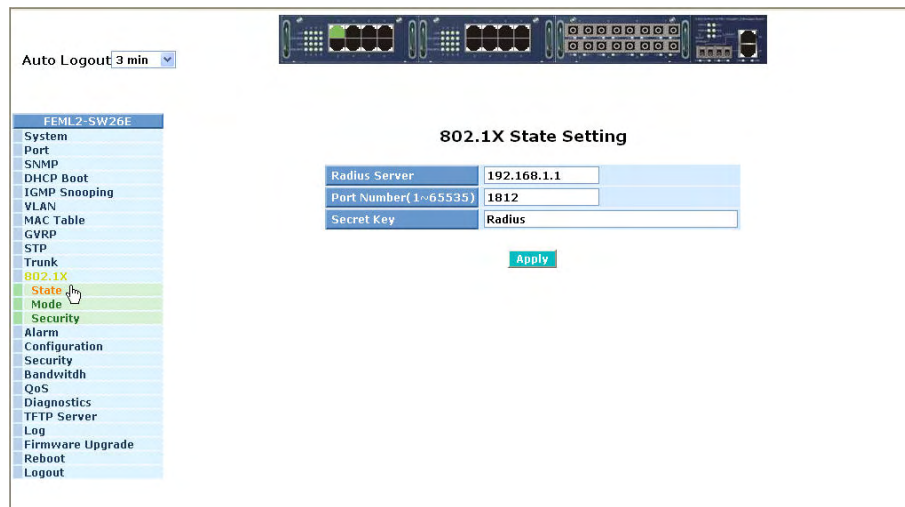 Auto Logout 3 min
FEML2-SW26E
System
Port
SNMP
DHCP Boot
IGMP Snooping
VLAN
MAC Table
GVRP
STP
Trunk
802.1X
State
Mode
Security
Alarm
Configuration
Security
Bandwitdh
QoS
Diagnostics
TFTP Server
Log
Firmware Upgrade
Reboot
Logout
802.1X State Setting
Radius Server 192.168.1.1
Port Number(1~65535) 1812
Secret Key Radius
Apply